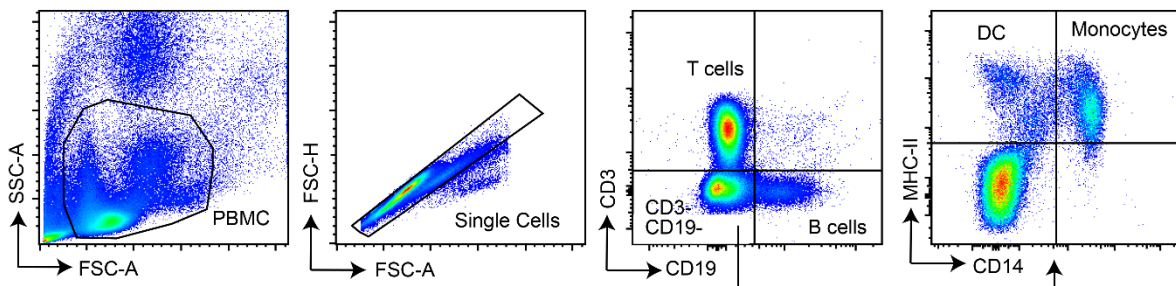 SSC-A
PBMC
FSC-A
FSC-H
Single Cells
FSC-A
CD3
T cells
CD3-
CD19-
B cells
CD19
MHC-II
DC
Monocytes
CD14